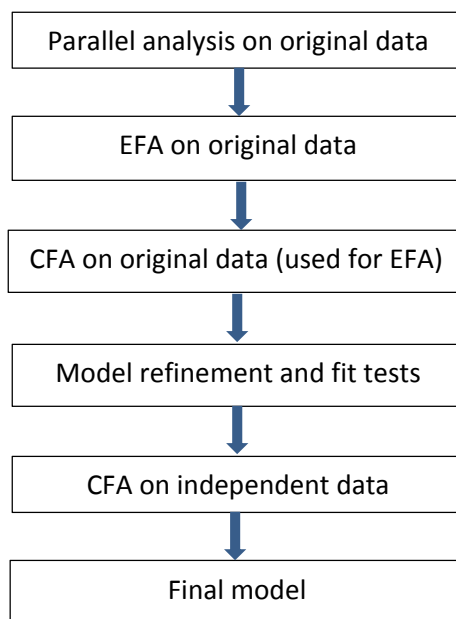 Parallel analysis on original data
EFA on original data
CFA on original data (used for EFA)
Model refinement and fit tests
CFA on independent data
Final model